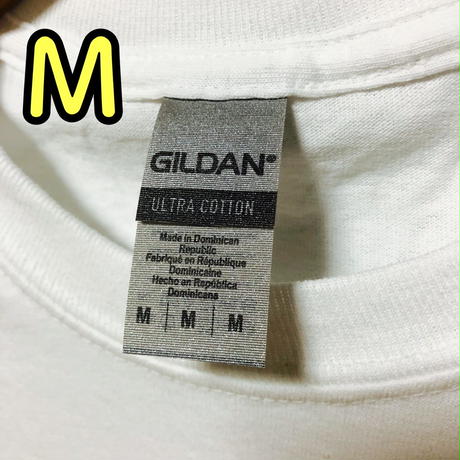 M
GILDAN®
ULTRA COTTON
Made in Dominican
Republic
Fabriqué en République
Dominicaine
Hecho en República
Dominicana
M | M | M